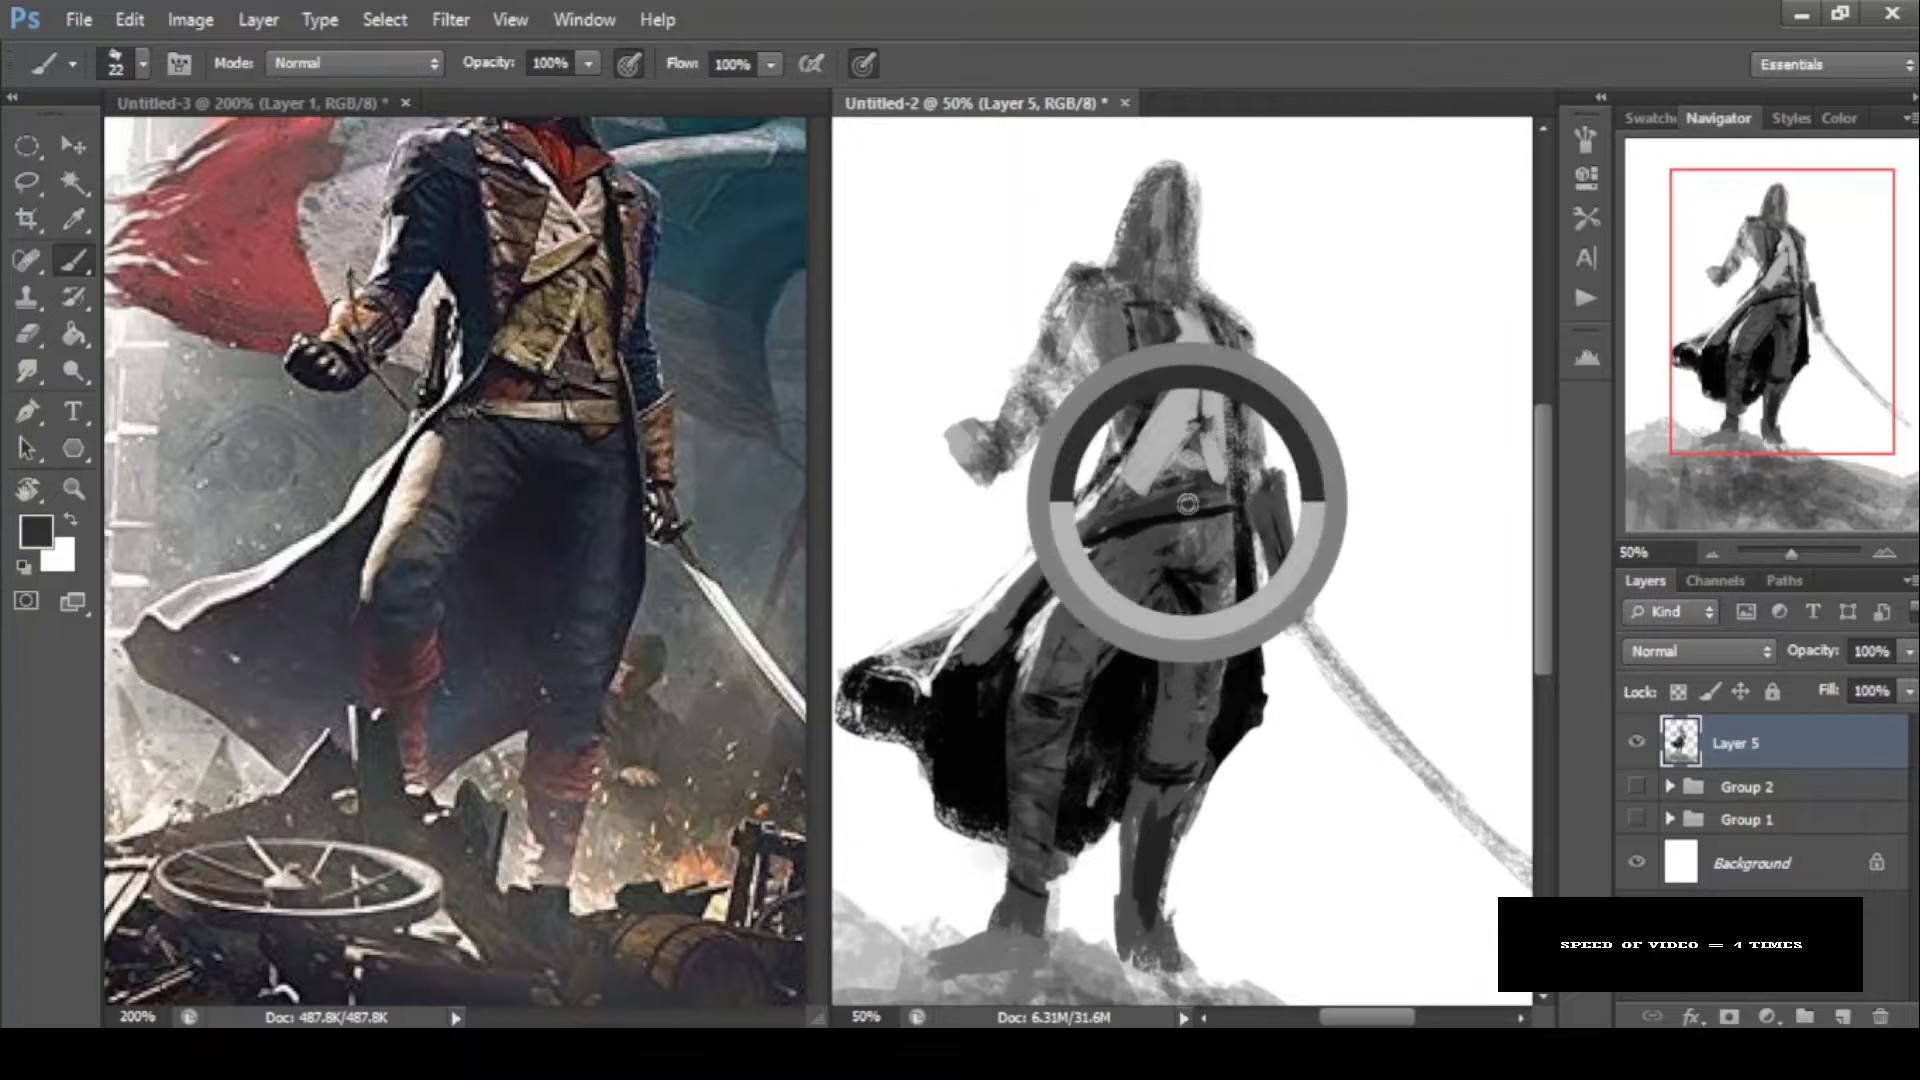 Ps File Edit Image Layer Type Select Filter View Window Help
22 Mode: Normal Opacity: 100% Flow: 100% Essentials
Untitled-3 @ 200% (Layer 1, RGB/8) * × Untitled-2 @ 50% (Layer 5, RGB/8) * ×
Swatch Navigator Styles Color
50%
Layers Channels Paths
Kind
Normal Opacity: 100%
Lock: Fill: 100%
Layer 5
Group 2
Group 1
Background
SPEED OF VIDEO = 4 TIMES
200% Doc: 487.8K/487.8K 50% Doc: 6.31M/31.6M